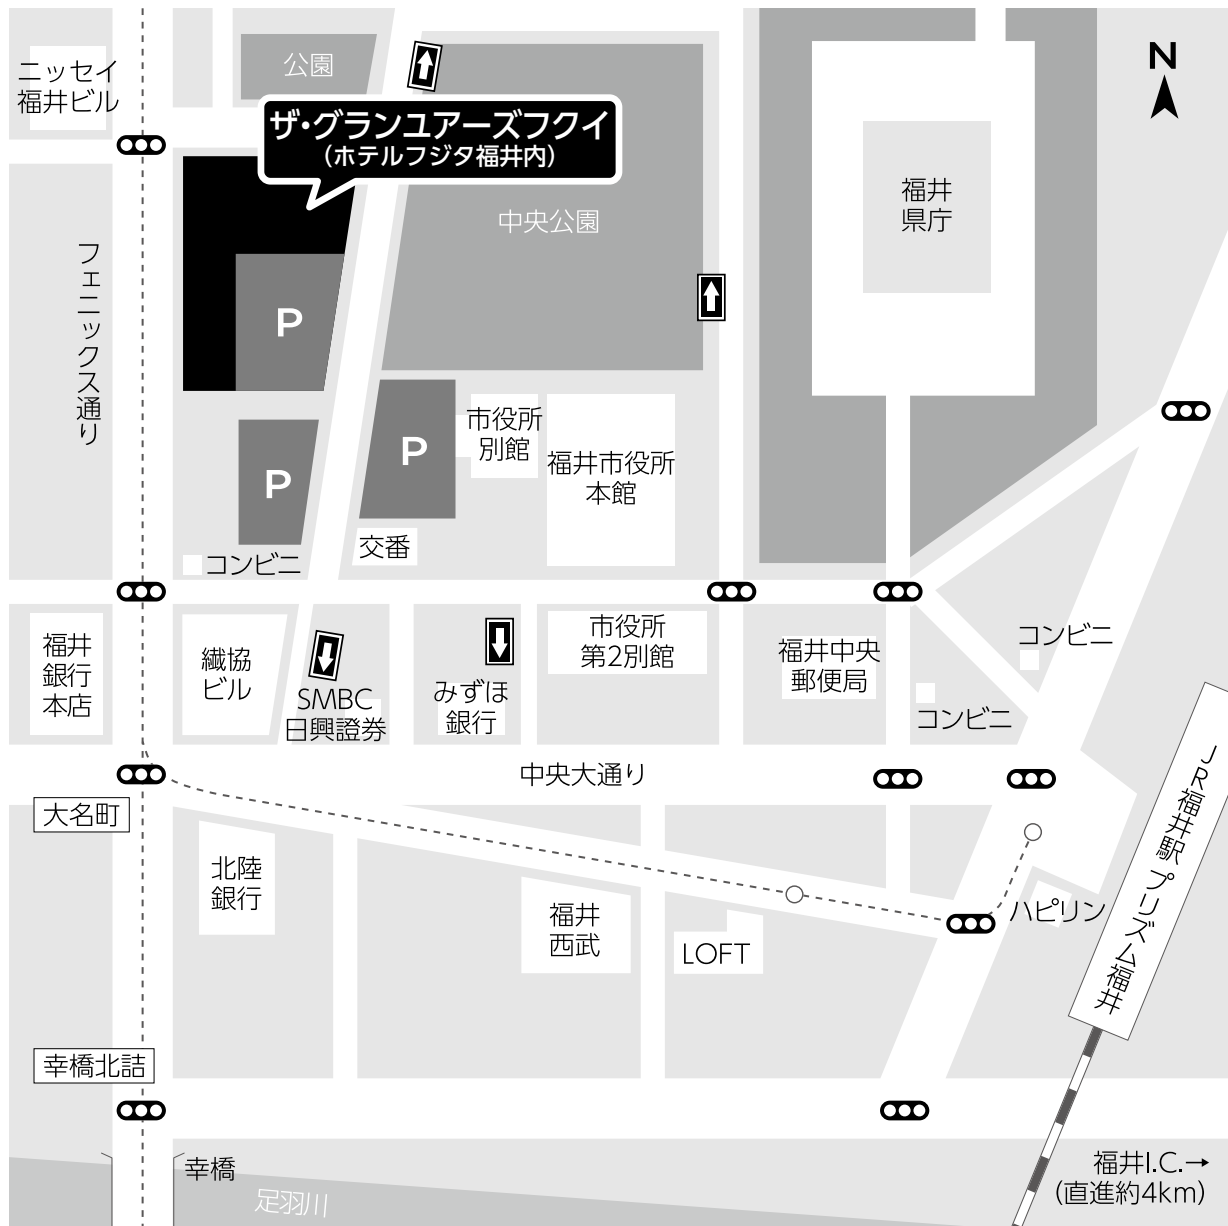 公園
N
ニッセイ
福井ビル
ザ・グランユアーズフクイ
(ホテルフジタ福井内)
中央公園
福井
県庁
フェニックス通り
P
P
P
市役所
別館
福井市役所
本館
交番
コンビニ
福井
銀行
本店
繊協
ビル
SMBC
日興證券
みずほ
銀行
市役所
第2別館
福井中央
郵便局
コンビニ
コンビニ
中央大通り
大名町
JR福井駅 プリズム福井
北陸
銀行
福井
西武
LOFT
ハピリン
幸橋北詰
幸橋
足羽川
福井I.C.→
(直進約4km)